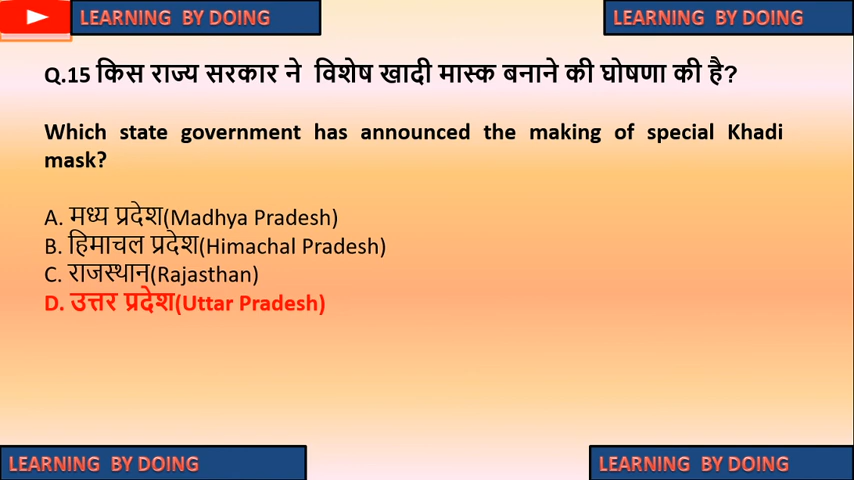 LEARNING BY DOING
LEARNING BY DOING
Q.15 किस राज्य सरकार ने विशेष खादी मास्क बनाने की घोषणा की है?
Which state government has announced the making of special Khadi
mask?
A. मध्य प्रदेश(Madhya Pradesh)
B. हिमाचल प्रदेश(Himachal Pradesh)
C. राजस्थान(Rajasthan)
D. उत्तर प्रदेश(Uttar Pradesh)
LEARNING BY DOING
LEARNING BY DOING